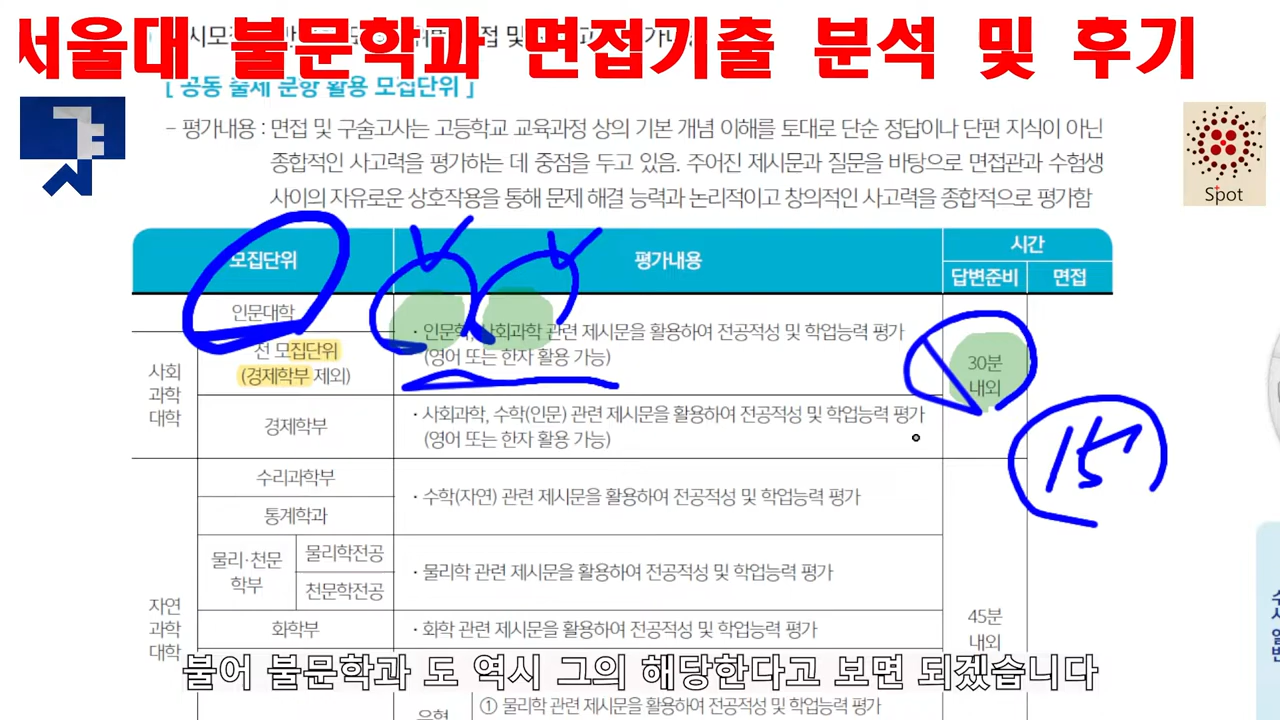 서울대 불문학과 면접기출 분석 및 후기
[ 공동 출제 문항 활용 모집단위 ]
– 평가내용 : 면접 및 구술고사는 고등학교 교육과정 상의 기본 개념 이해를 토대로 단순 정답이나 단편 지식이 아닌
종합적인 사고력을 평가하는 데 중점을 두고 있음. 주어진 제시문과 질문을 바탕으로 면접관과 수험생
사이의 자유로운 상호작용을 통해 문제 해결 능력과 논리적이고 창의적인 사고력을 종합적으로 평가함
Spot
모집단위
평가내용
시간
답변준비
면접
인문대학
· 인문학, 사회과학 관련 제시문을 활용하여 전공적성 및 학업능력 평가
(영어 또는 한자 활용 가능)
30분
내외
사회
과학
대학
전 모집단위
(경제학부 제외)
경제학부
· 사회과학, 수학(인문) 관련 제시문을 활용하여 전공적성 및 학업능력 평가
(영어 또는 한자 활용 가능)
15
자연
과학
대학
수리과학부
통계학과
· 수학(자연) 관련 제시문을 활용하여 전공적성 및 학업능력 평가
물리·천문
학부
물리학전공
천문학전공
· 물리학 관련 제시문을 활용하여 전공적성 및 학업능력 평가
45분
내외
화학부
· 화학 관련 제시문을 활용하여 전공적성 및 학업능력 평가
① 물리학 관련 제시문을 활용하여 전공적성 및 학업능력 평가
불어 불문학과 도 역시 그의 해당한다고 보면 되겠습니다